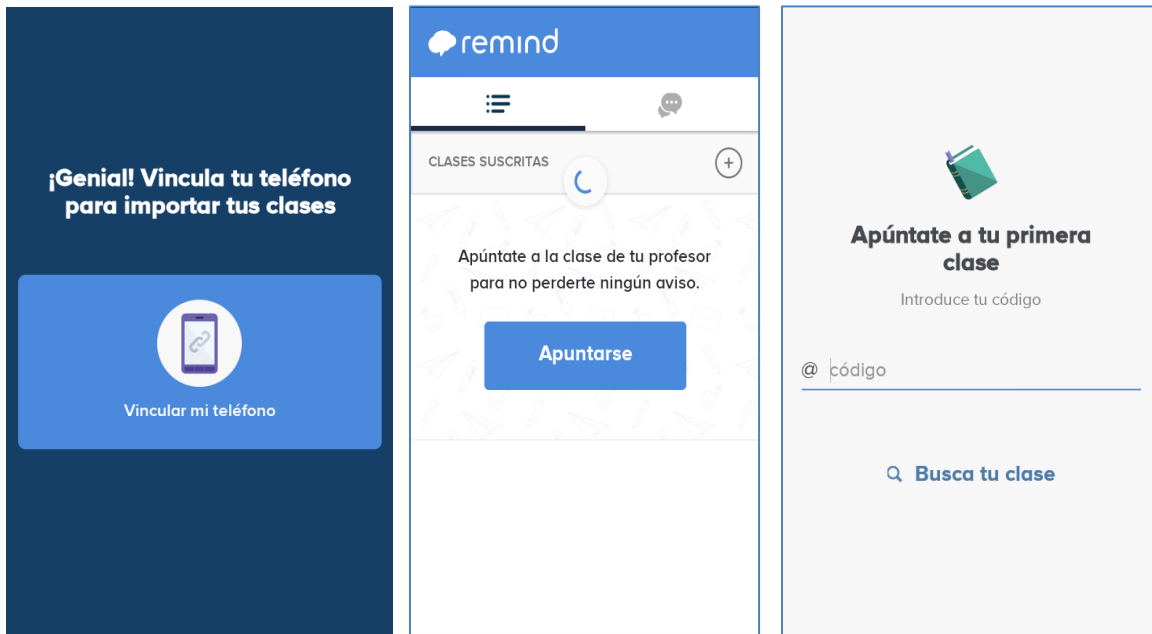 ¡Genial! Vincula tu teléfono
para importar tus clases
Vincular mi teléfono
remind
CLASES SUSCRITAS
Apúntate a la clase de tu profesor
para no perderte ningún aviso.
Apuntarse
Apúntate a tu primera
clase
Introduce tu código
@ código
Busca tu clase